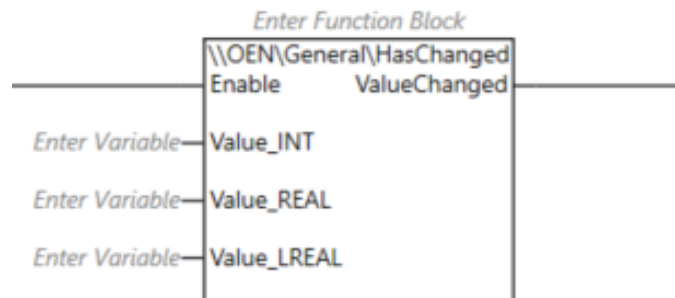 Enter Function Block
\\OEN\General\HasChanged
Enable ValueChanged
Enter Variable Value_INT
Enter Variable Value_REAL
Enter Variable Value_LREAL